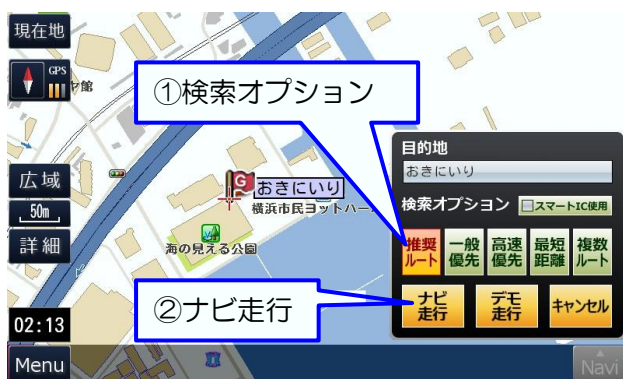 現在地
GPS
ヤ館
①検索オプション
目的地
おきにいり
検索オプション
スマートIC使用
広域
50m
詳細
G
おきにいり
横浜市民ヨットハー
海の見える公園
推奨
ルート
一般
優先
高速
優先
最短
距離
複数
ルート
②ナビ走行
ナビ
走行
デモ
走行
キャンセル
02:13
Menu
Navi